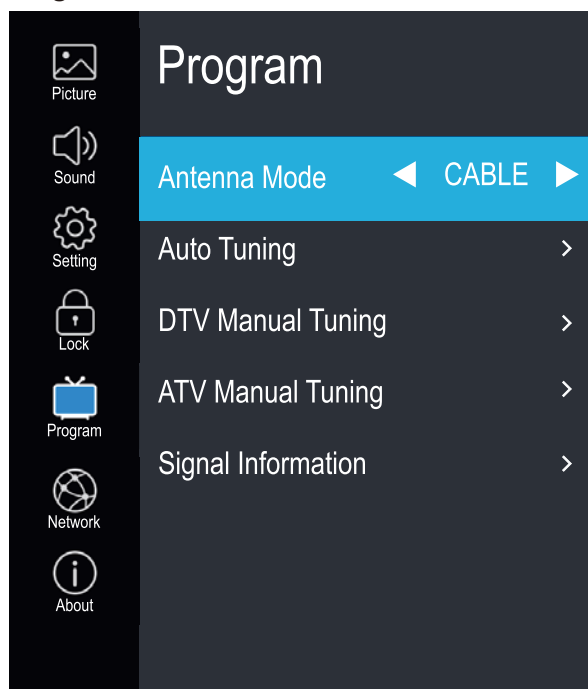 Picture
Sound
Setting
Lock
Program
Network
About
Program
Antenna Mode CABLE
Auto Tuning
DTV Manual Tuning
ATV Manual Tuning
Signal Information